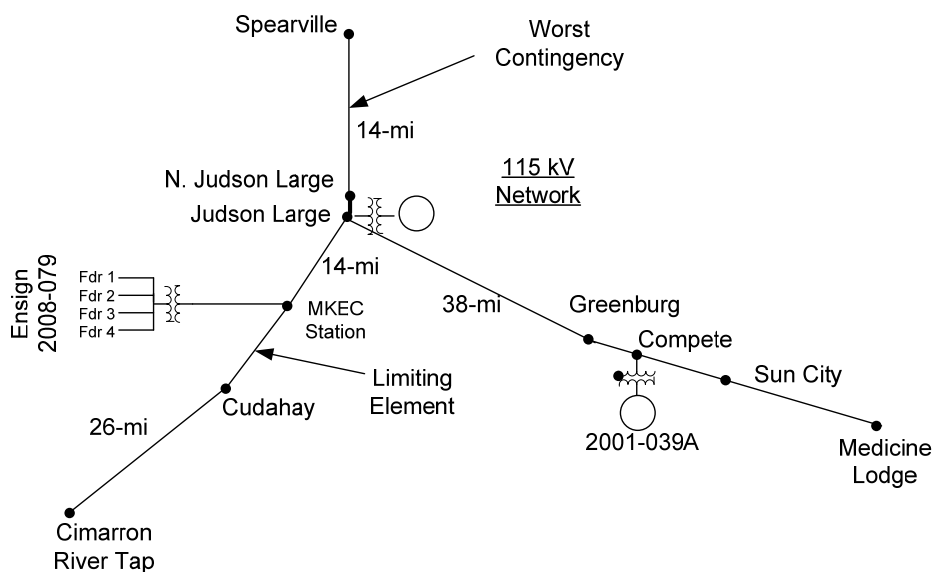 Spearville
Worst
Contingency
14-mi
N. Judson Large
115 kV
Network
Judson Large
14-mi
Ensign
2008-079
Fdr 1
Fdr 2
Fdr 3
Fdr 4
MKEC
Station
38-mi
Greenburg
Compete
Sun City
Limiting
Element
Cudahay
26-mi
2001-039A
Medicine
Lodge
Cimarron
River Tap